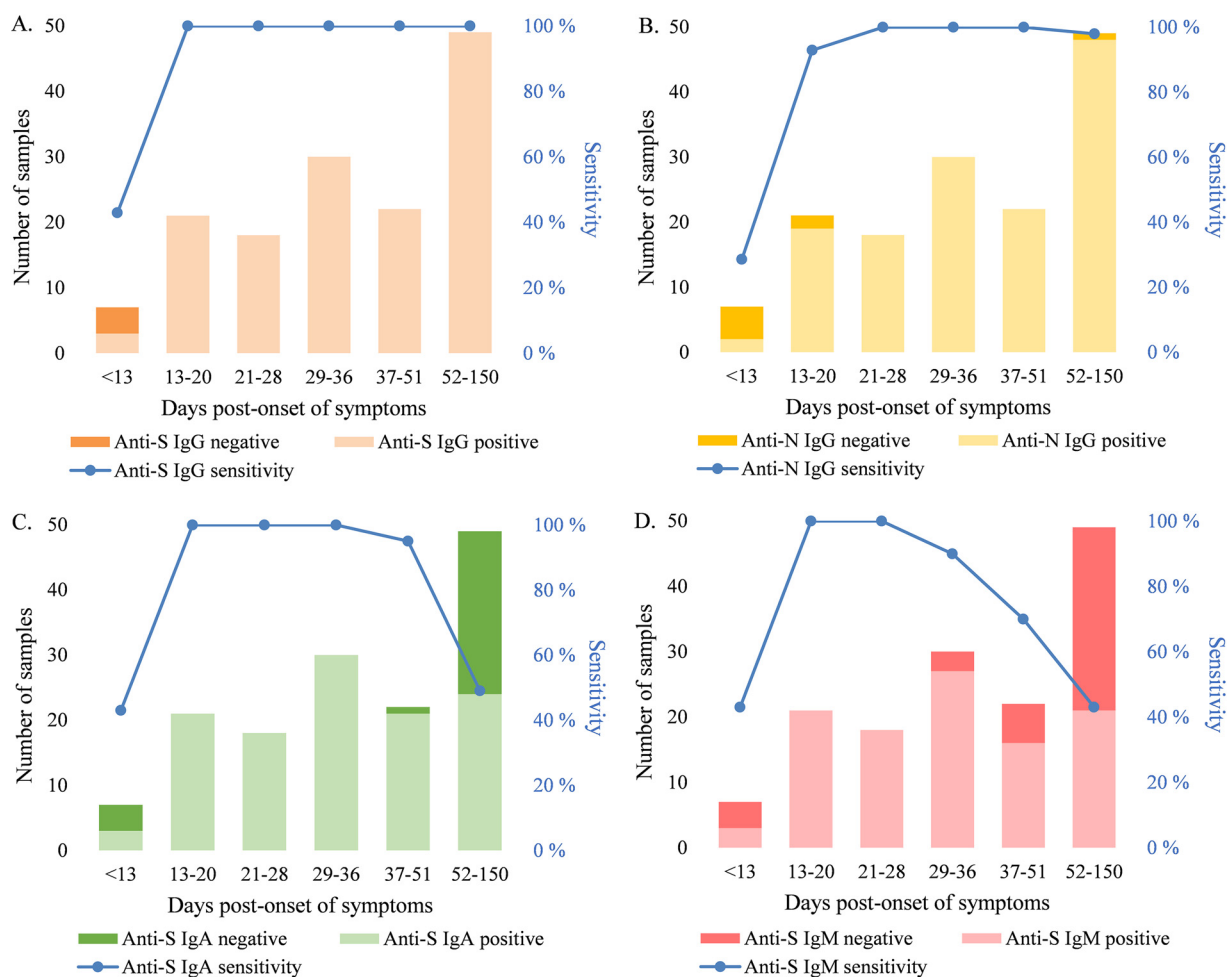 A.
50
40
30
20
10
0
Number of samples
100 %
80 %
60 %
40 %
20 %
0 %
Sensitivity
<13 13-20 21-28 29-36 37-51 52-150
Days post-onset of symptoms
Anti-S IgG negative Anti-S IgG positive
Anti-S IgG sensitivity
B.
50
40
30
20
10
0
Number of samples
100 %
80 %
60 %
40 %
20 %
0 %
Sensitivity
<13 13-20 21-28 29-36 37-51 52-150
Days post-onset of symptoms
Anti-N IgG negative Anti-N IgG positive
Anti-N IgG sensitivity
C.
50
40
30
20
10
0
Number of samples
100 %
80 %
60 %
40 %
20 %
0 %
Sensitivity
<13 13-20 21-28 29-36 37-51 52-150
Days post-onset of symptoms
Anti-S IgA negative Anti-S IgA positive
Anti-S IgA sensitivity
D.
50
40
30
20
10
0
Number of samples
100 %
80 %
60 %
40 %
20 %
0 %
Sensitivity
<13 13-20 21-28 29-36 37-51 52-150
Days post-onset of symptoms
Anti-S IgM negative Anti-S IgM positive
Anti-S IgM sensitivity